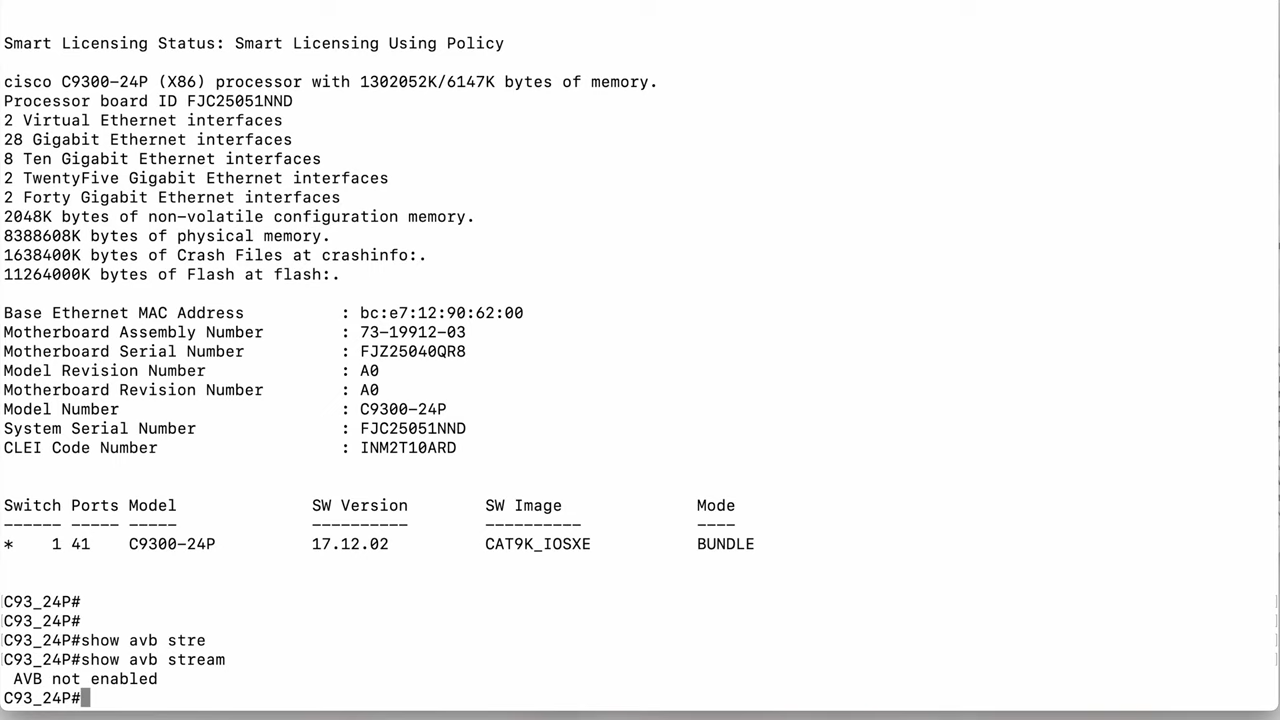 Smart Licensing Status: Smart Licensing Using Policy
cisco C9300-24P (X86) processor with 1302052K/6147K bytes of memory.
Processor board ID FJC25051NND
2 Virtual Ethernet interfaces
28 Gigabit Ethernet interfaces
8 Ten Gigabit Ethernet interfaces
2 TwentyFive Gigabit Ethernet interfaces
2 Forty Gigabit Ethernet interfaces
2048K bytes of non-volatile configuration memory.
8388608K bytes of physical memory.
1638400K bytes of Crash Files at crashinfo:.
11264000K bytes of Flash at flash:.
Base Ethernet MAC Address : bc:e7:12:90:62:00
Motherboard Assembly Number : 73-19912-03
Motherboard Serial Number : FJZ25040QR8
Model Revision Number : A0
Motherboard Revision Number : A0
Model Number : C9300-24P
System Serial Number : FJC25051NND
CLEI Code Number : INM2T10ARD
Switch Ports Model SW Version SW Image Mode
------ ----- ----- ---------- ---------- ----
* 1 41 C9300-24P 17.12.02 CAT9K_IOSXE BUNDLE
C93_24P#
C93_24P#
C93_24P#show avb stre
C93_24P#show avb stream
AVB not enabled
C93_24P#